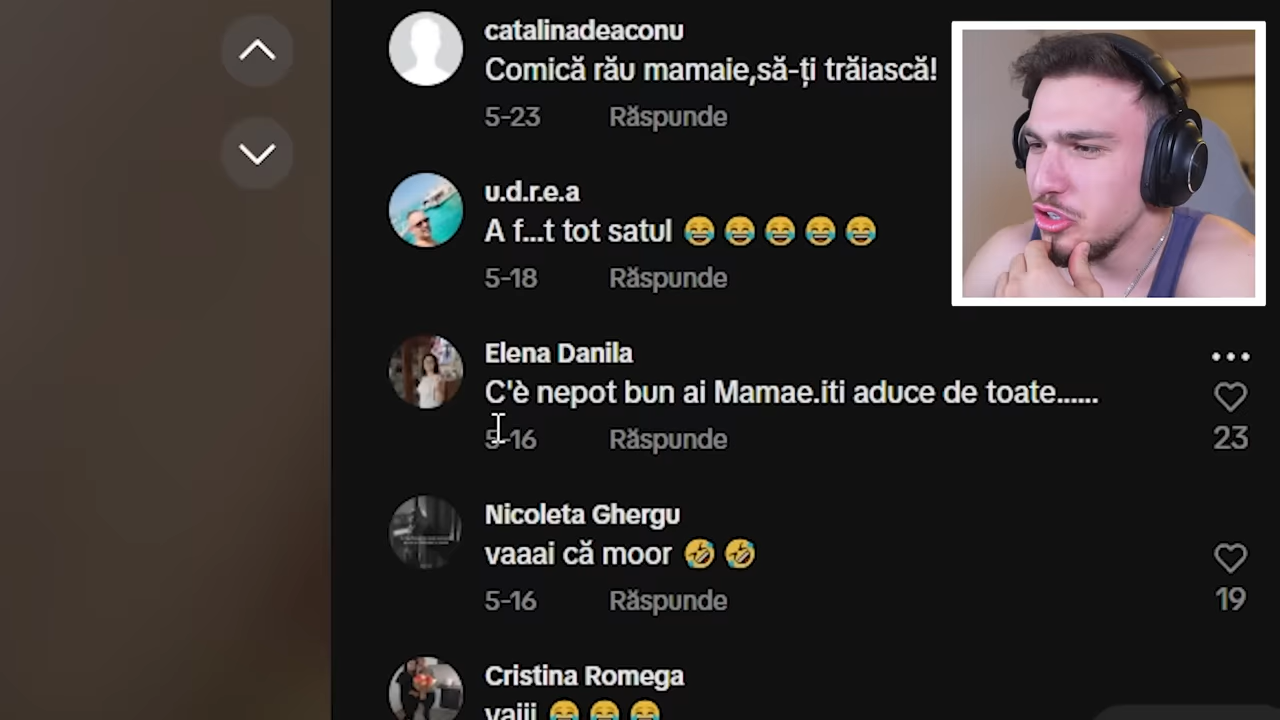 catalinadeaconu
Comică rău mamaie,să-ți trăiască!
5-23 Răspunde
u.d.r.e.a
A f...t tot satul 😂😂😂😂😂
5-18 Răspunde
Elena Danila
C'è nepot bun ai Mamae.iti aduce de toate......
5-16 Răspunde
23
Nicoleta Ghergu
vaaai că moor 🤣🤣
5-16 Răspunde
19
Cristina Romega
vaiii 😂😂😂